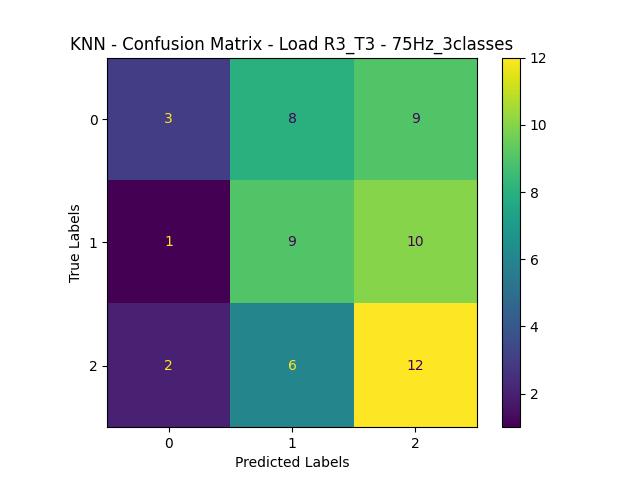 KNN - Confusion Matrix - Load R3_T3 - 75Hz_3classes
True Labels
0 3 8 9
1 1 9 10
2 2 6 12
0 1 2
Predicted Labels
12
10
8
6
4
2